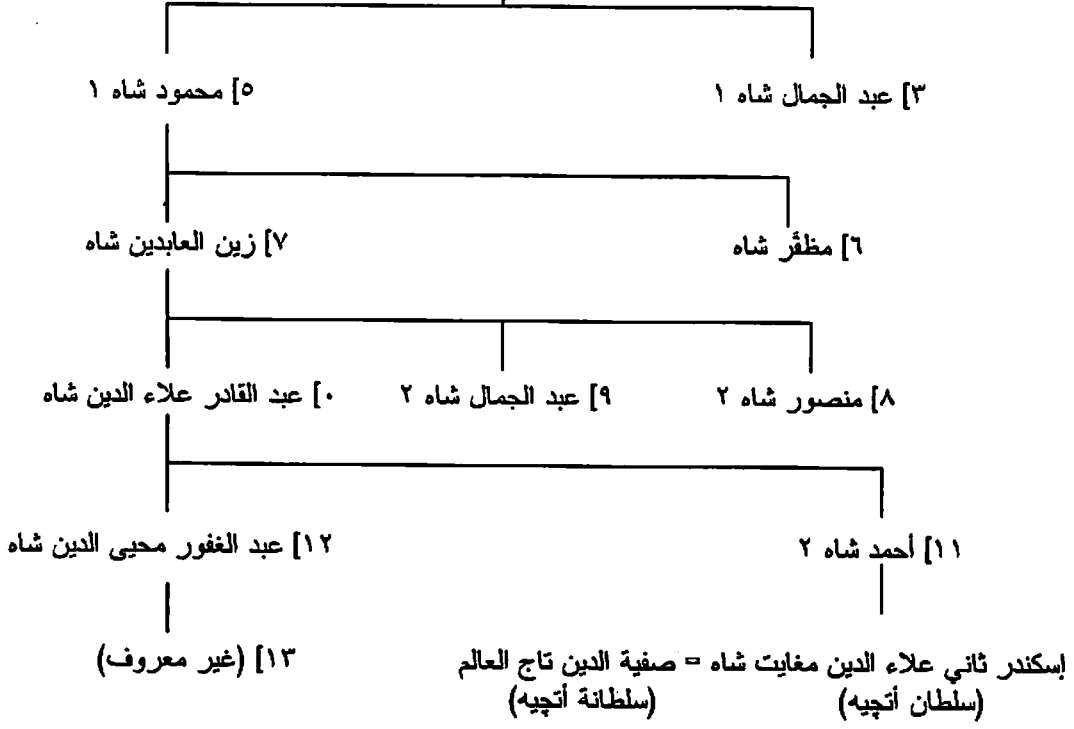 ٣] عبد الجمال شاه ١
٥] محمود شاه ١
٦] مظفّر شاه
٧] زين العابدين شاه
٨] منصور شاه ٢
٩] عبد الجمال شاه ٢
٠] عبد القادر علاء الدين شاه
١١] أحمد شاه ٢
١٢] عبد الغفور محيى الدين شاه
إسكندر ثاني علاء الدين مغايت شاه = صفية الدين تاج العالم
(سلطان أتچيه) (سلطانة أتچيه)
١٣] (غير معروف)